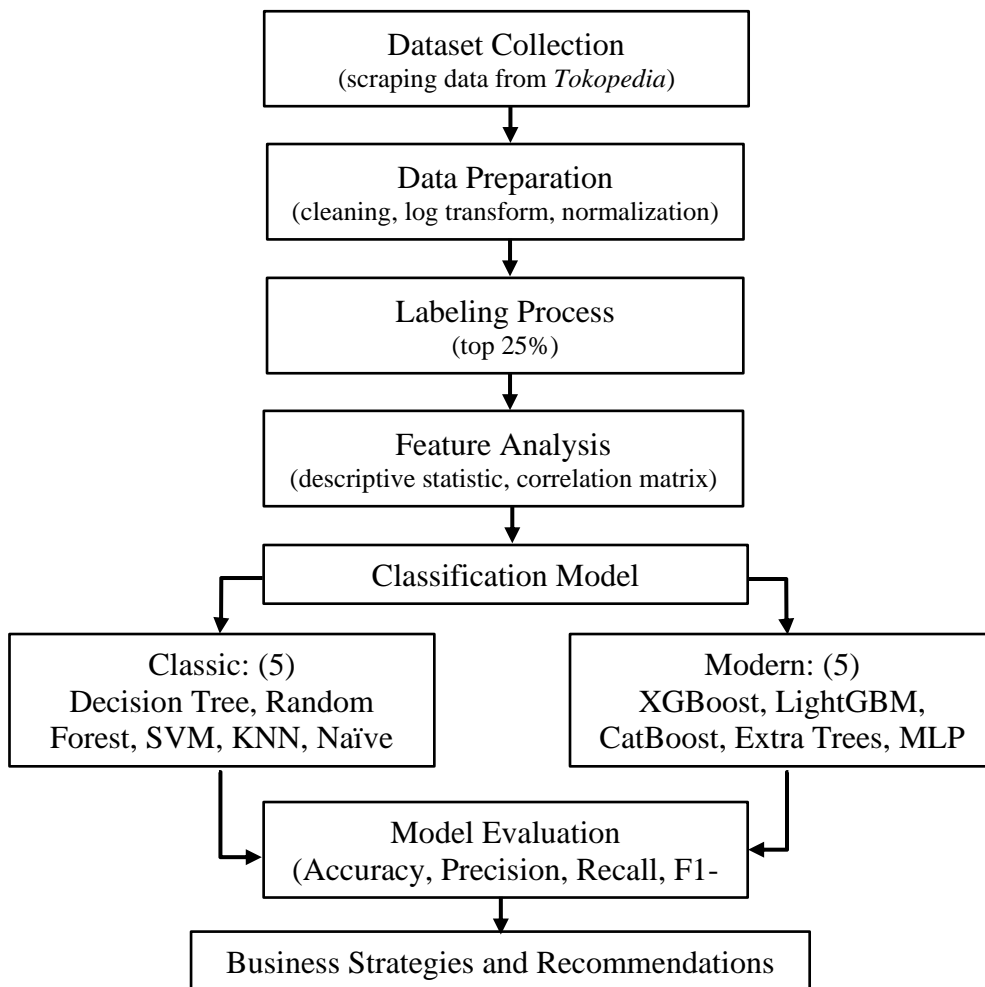 Dataset Collection
(scraping data from Tokopedia)
Data Preparation
(cleaning, log transform, normalization)
Labeling Process
(top 25%)
Feature Analysis
(descriptive statistic, correlation matrix)
Classification Model
Classic: (5)
Decision Tree, Random
Forest, SVM, KNN, Naïve
Modern: (5)
XGBoost, LightGBM,
CatBoost, Extra Trees, MLP
Model Evaluation
(Accuracy, Precision, Recall, F1-
Business Strategies and Recommendations